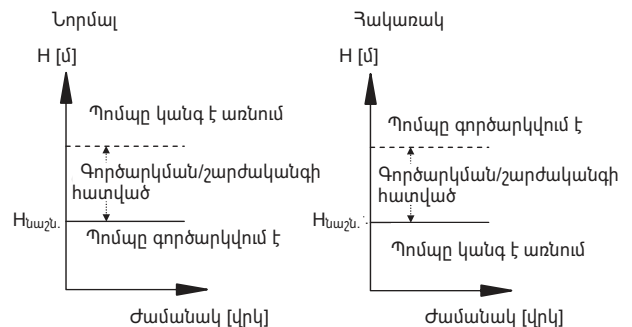 Նորմալ
H [մ]
Պոմպը կանգ է առնում
Գործարկման/շարժականգի
հատված
Hնաշն.
Պոմպը գործարկվում է
Ժամանակ [վրկ]
Հակառակ
H [մ]
Պոմպը գործարկվում է
Գործարկման/շարժականգի
հատված
Hնաշն.
Պոմպը կանգ է առնում
Ժամանակ [վրկ]